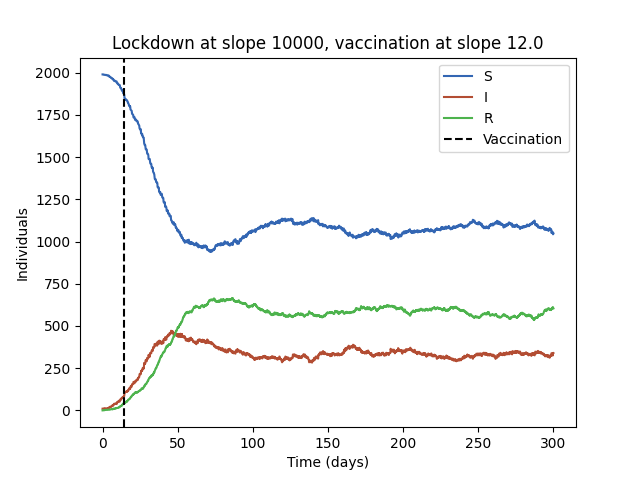 Lockdown at slope 10000, vaccination at slope 12.0
2000
1750
1500
1250
1000
750
500
250
0
Individuals
S
I
R
Vaccination
0
50
100
150
200
250
300
Time (days)